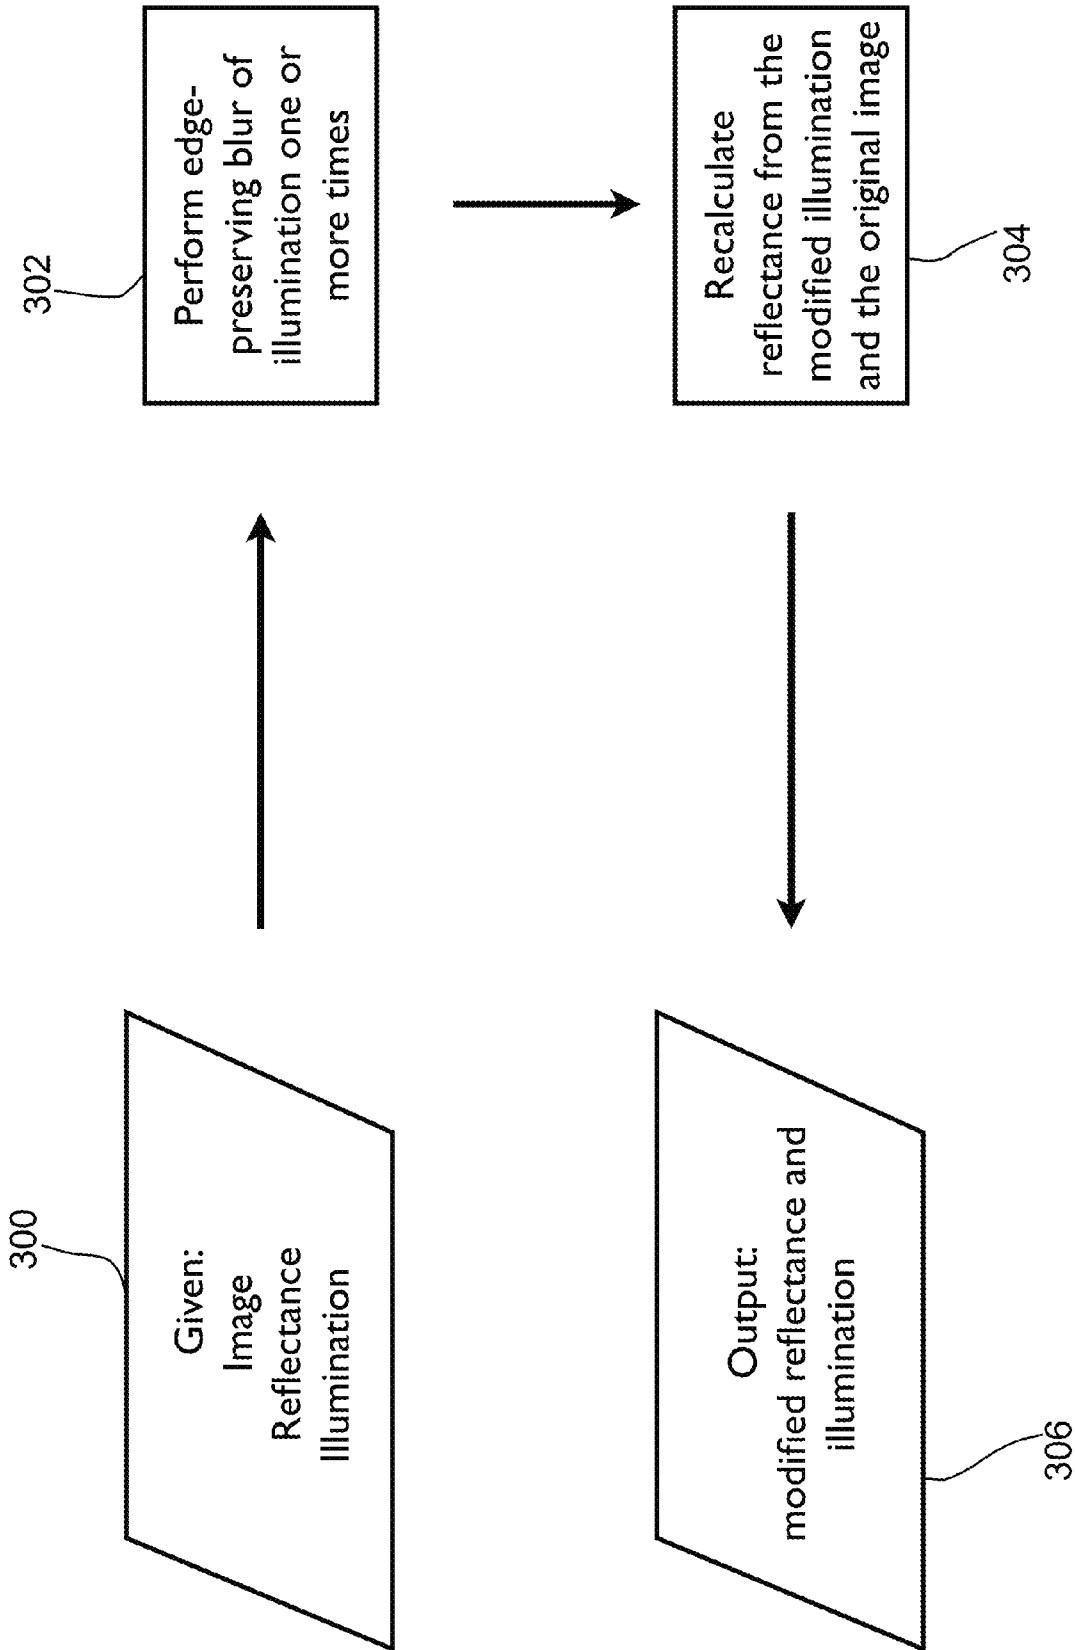 300
Given:
Image
Reflectance
Illumination
302
Perform edge-
preserving blur of
illumination one or
more times
304
Recalculate
reflectance from the
modified illumination
and the original image
306
Output:
modified reflectance and
illumination